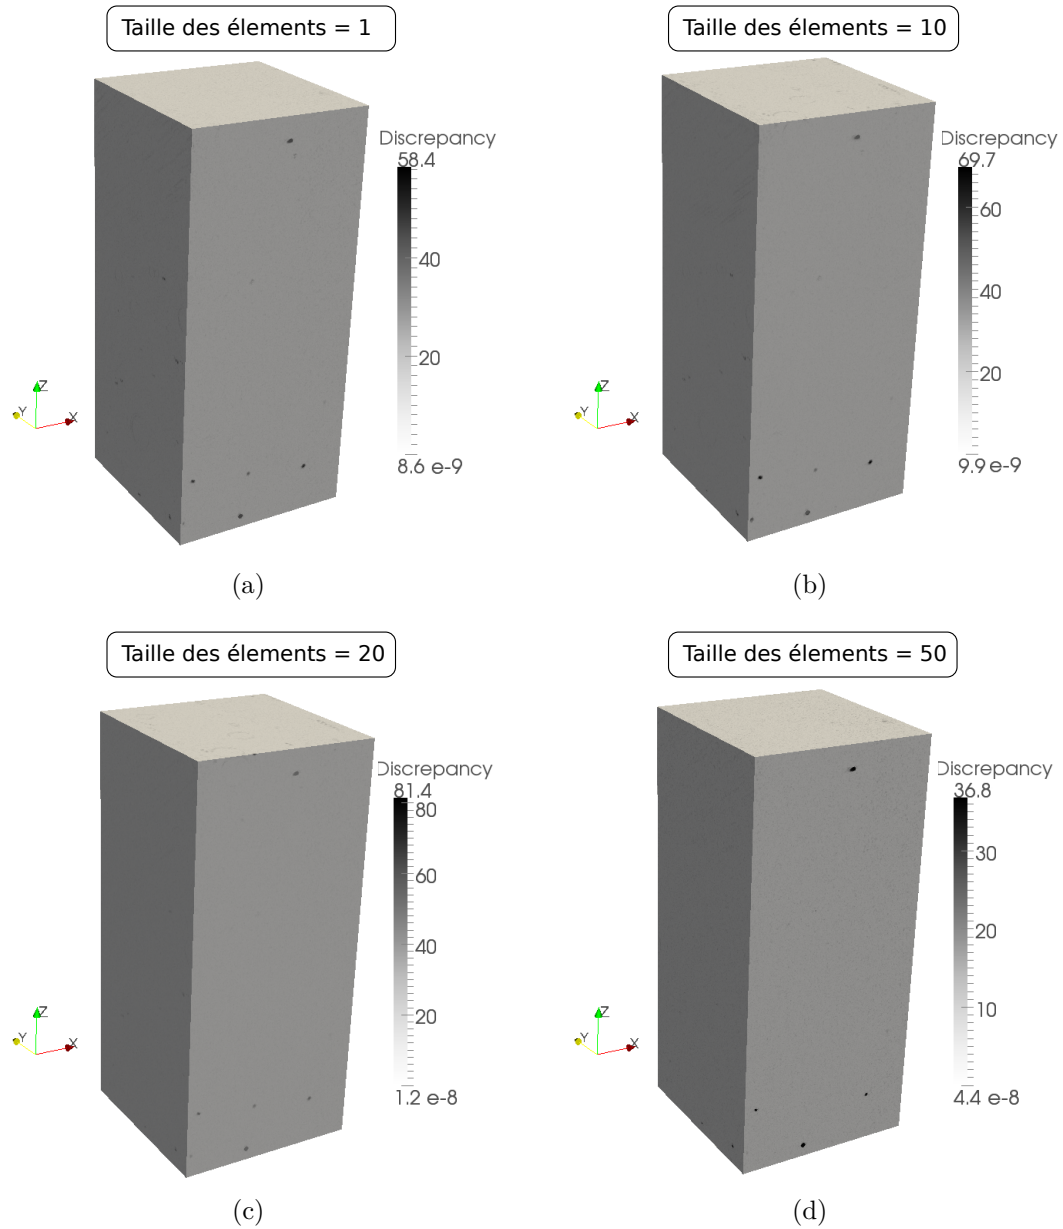 Taille des élements = 1
Discrepancy
58.4
40
20
8.6 e-9
Z
Y
X
(a)
Taille des élements = 10
Discrepancy
69.7
60
40
20
9.9 e-9
Z
Y
X
(b)
Taille des élements = 20
Discrepancy
81.4
80
60
40
20
1.2 e-8
Z
Y
X
(c)
Taille des élements = 50
Discrepancy
36.8
30
20
10
4.4 e-8
Z
Y
X
(d)